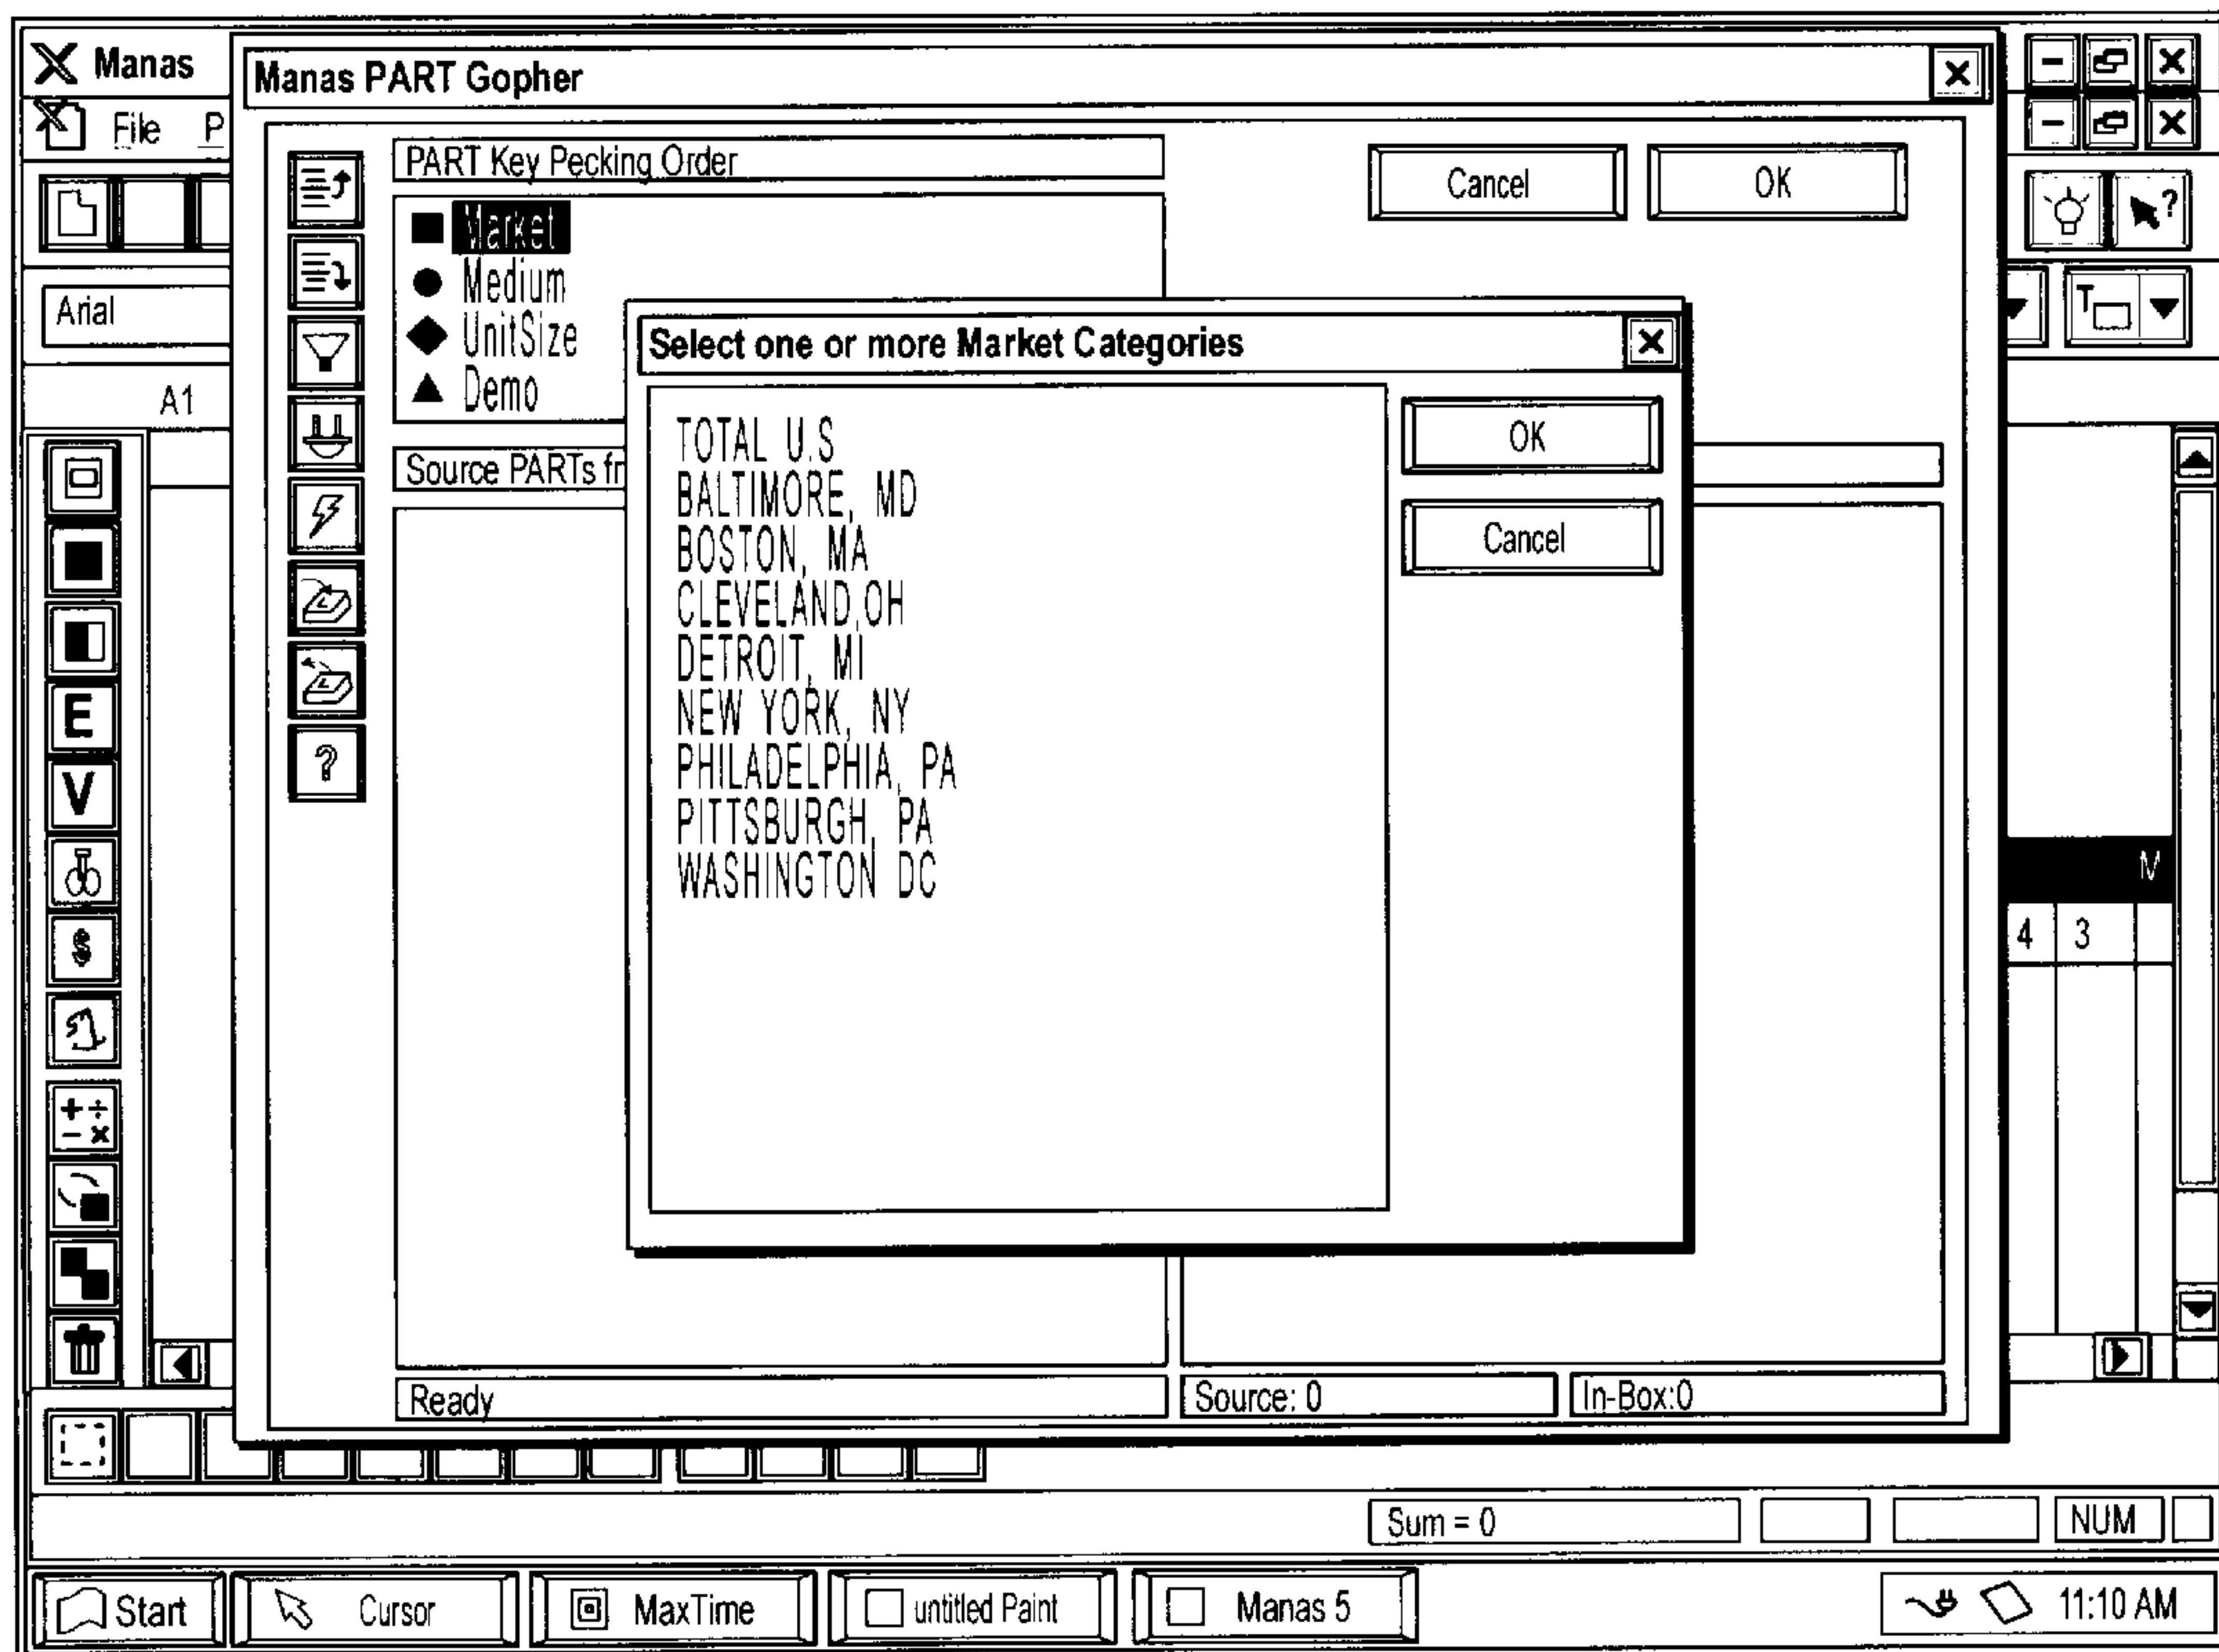 Manas
Manas PART Gopher
File P
PART Key Pecking Order
Cancel
OK
Market
Medium
UnitSize
Demo
Arial
Select one or more Market Categories
A1
TOTAL U.S
BALTIMORE, MD
BOSTON, MA
CLEVELAND,OH
DETROIT, MI
NEW YORK, NY
PHILADELPHIA, PA
PITTSBURGH, PA
WASHINGTON DC
OK
Cancel
Source PARTs fr
E
V
M
4 3
Ready
Source: 0
In-Box:0
Sum = 0
NUM
Start
Cursor
MaxTime
untitled Paint
Manas 5
11:10 AM